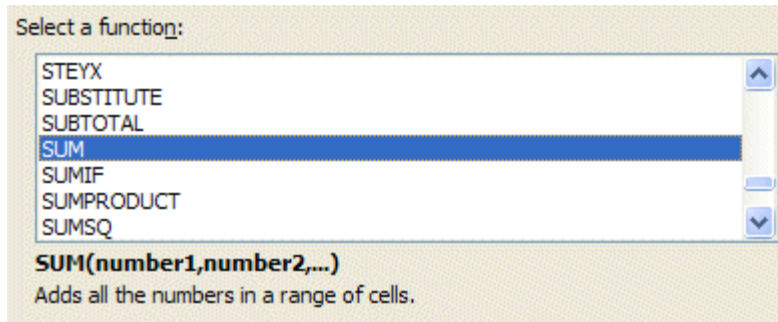 Select a function:
STEYX
SUBSTITUTE
SUBTOTAL
SUM
SUMIF
SUMPRODUCT
SUMSQ
SUM(number1,number2,...)
Adds all the numbers in a range of cells.